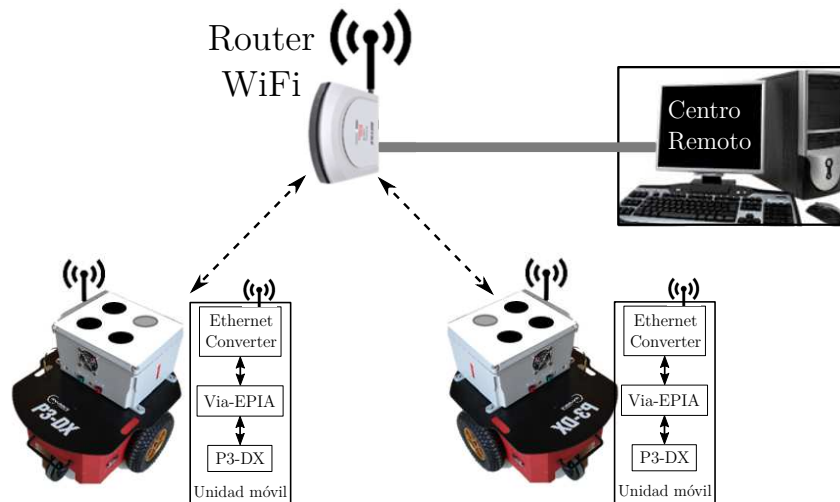 Router
WiFi
Centro
Remoto
Ethernet
Converter
Via-EPIA
P3-DX
Unidad móvil
P3-DX
Ethernet
Converter
Via-EPIA
P3-DX
Unidad móvil
P3-DX